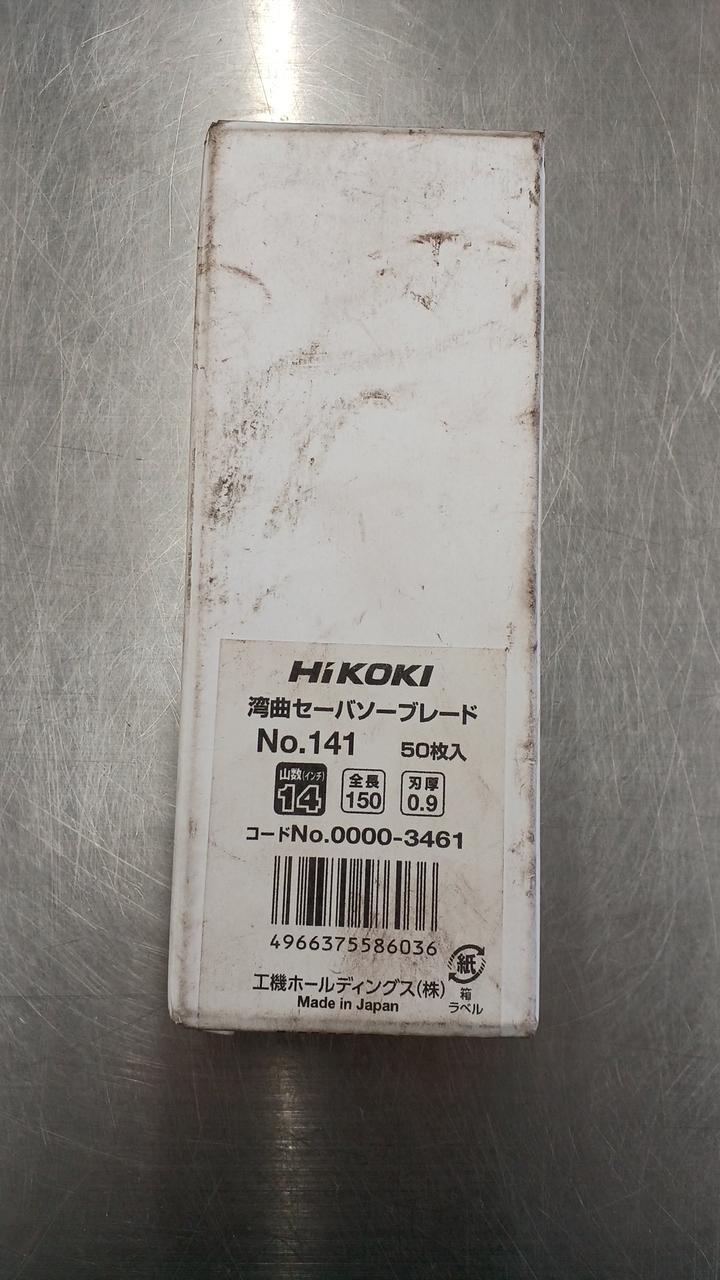 HiKOKI
湾曲セーバソーブレード
No.141 50枚入
山数(インチ) 全長 刃厚
14 150 0.9
コードNo.0000-3461
4966375586036
紙
工機ホールディングス(株) 箱
Made in Japan ラベル